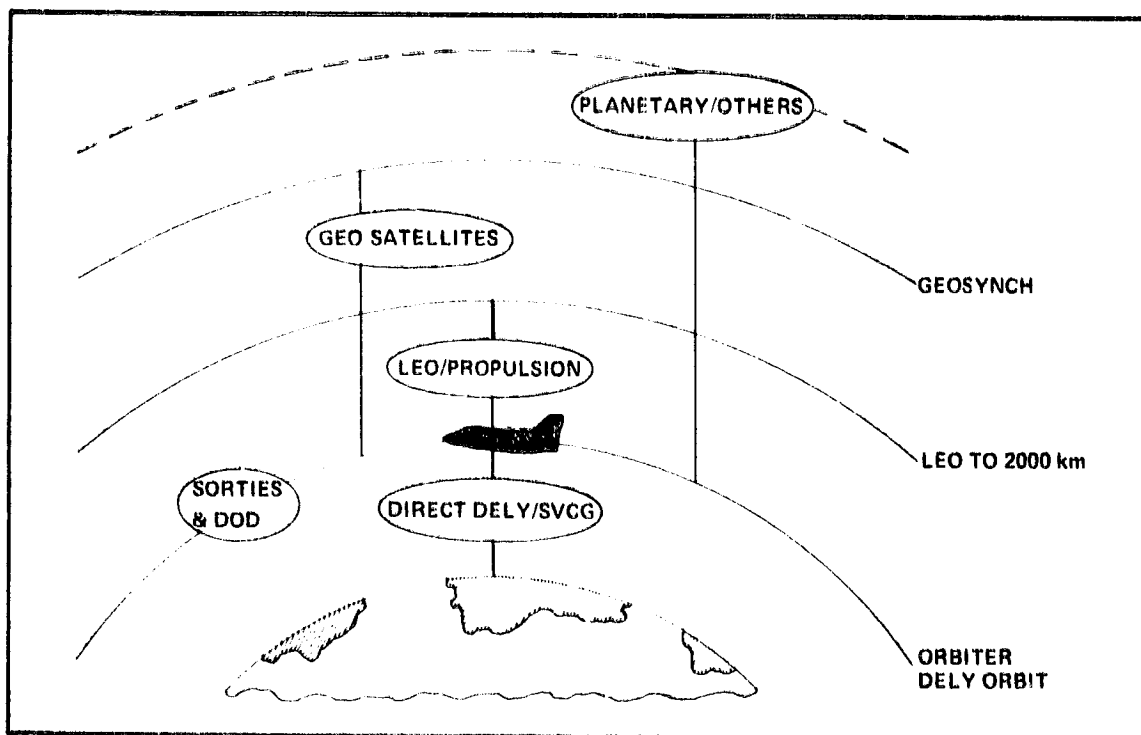 PLANETARY/OTHERS
GEO SATELLITES
GEOSYNCH
LEO/PROPULSION
LEO TO 2000 km
SORTIES
& DOD
DIRECT DELY/SVCG
ORBITER
DELY ORBIT